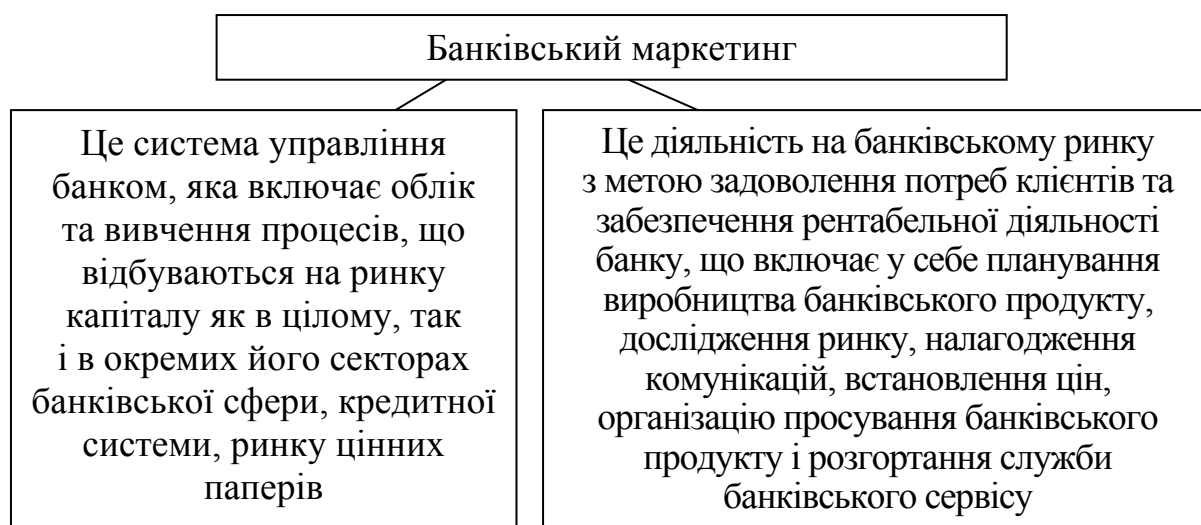 Банківський маркетинг
Це система управління
банком, яка включає облік
та вивчення процесів, що
відбуваються на ринку
капіталу як в цілому, так
і в окремих його секторах
банківської сфери, кредитної
системи, ринку цінних
паперів
Це діяльність на банківському ринку
з метою задоволення потреб клієнтів та
забезпечення рентабельної діяльності
банку, що включає у себе планування
виробництва банківського продукту,
дослідження ринку, налагодження
комунікацій, встановлення цін,
організацію просування банківського
продукту і розгортання служби
банківського сервісу